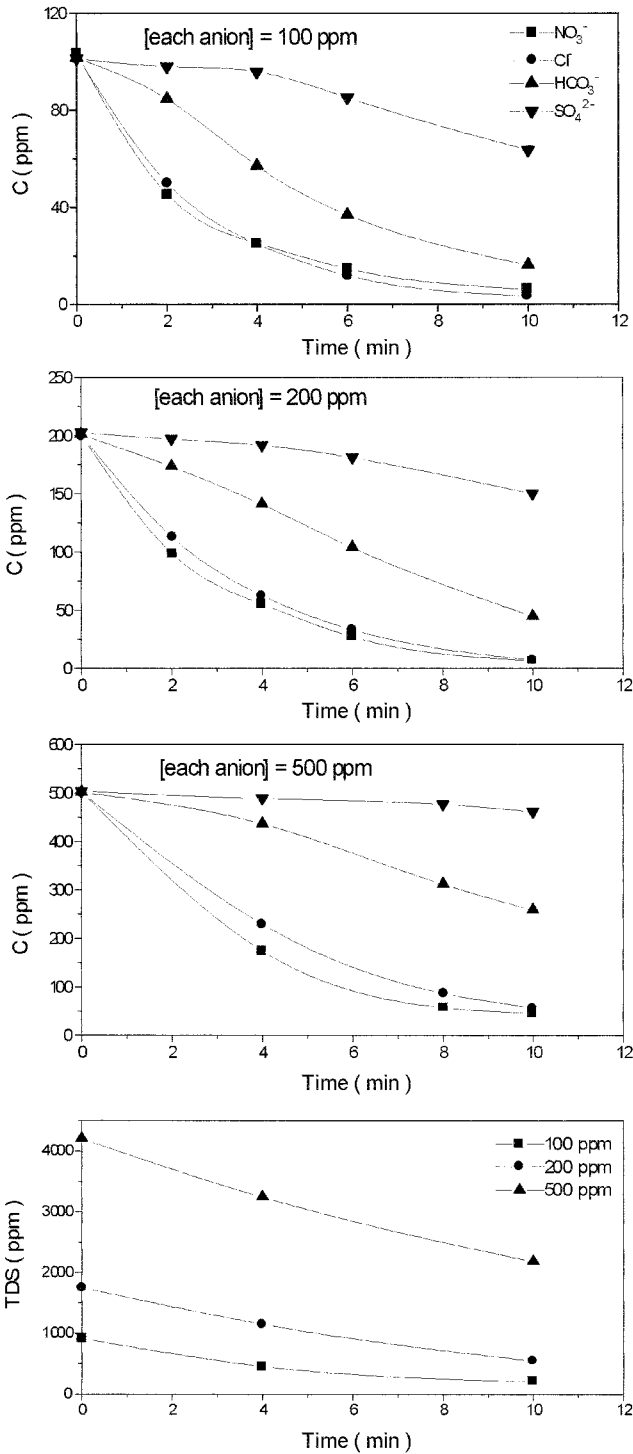 [each anion] = 100 ppm
NO₃⁻
Cl⁻
HCO₃⁻
SO₄²⁻
120
80
40
0
C ( ppm )
0 2 4 6 8 10 12
Time ( min )
[each anion] = 200 ppm
250
200
150
100
50
0
C ( ppm )
0 2 4 6 8 10 12
Time ( min )
[each anion] = 500 ppm
600
500
400
300
200
100
0
C ( ppm )
0 2 4 6 8 10 12
Time ( min )
100 ppm
200 ppm
500 ppm
4000
3000
2000
1000
0
TDS ( ppm )
0 2 4 6 8 10 12
Time ( min )